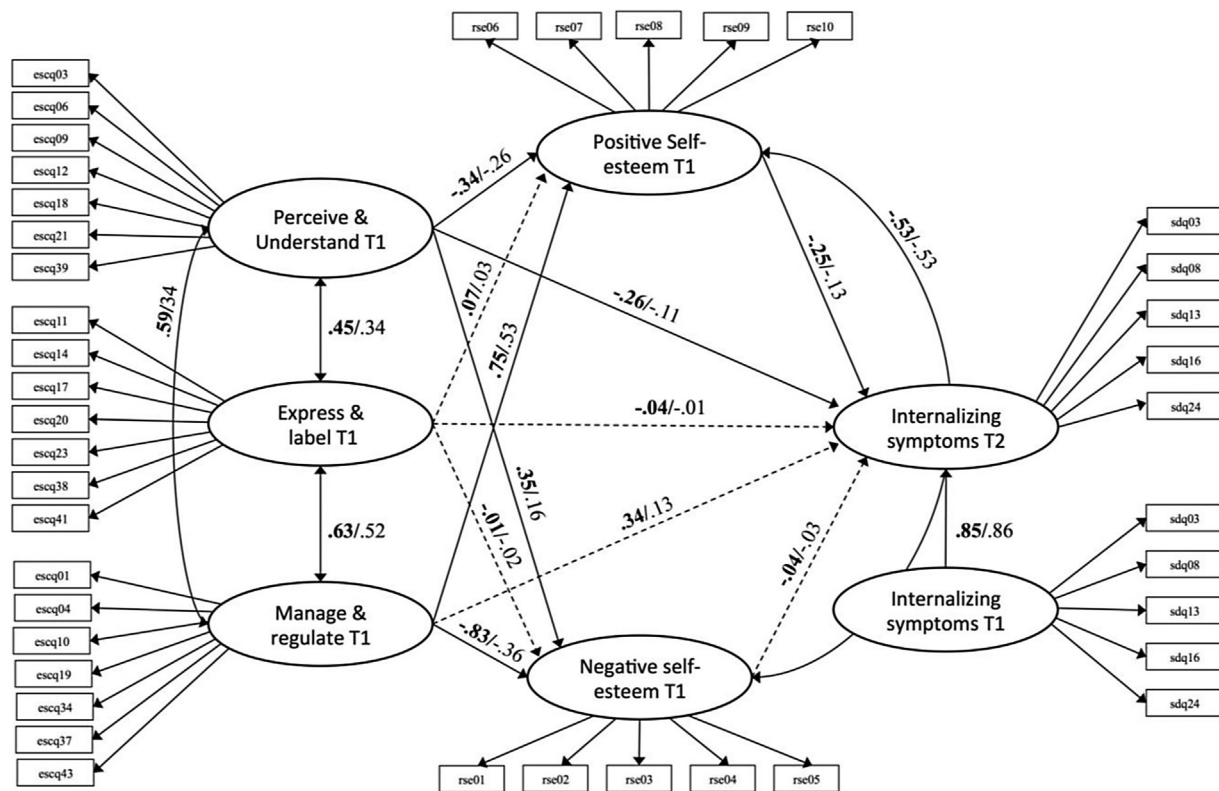 rse06
rse07
rse08
rse09
rse10
escq03
escq06
escq09
escq12
escq18
escq21
escq39
Positive Self-
esteem T1
Perceive &
Understand T1
-.34/-.26
-.53/-.53
-.25/-.13
sdq03
sdq08
sdq13
sdq16
sdq24
.59/34
.45/.34
.07/.03
.75/.53
-.26/-.11
escq11
escq14
escq17
escq20
escq23
escq38
escq41
Express &
label T1
-.04/-.01
Internalizing
symptoms T2
.35/.16
-.01/-.02
.34/.13
-.04/-.03
.63/.52
.85/.86
escq01
escq04
escq10
escq19
escq34
escq37
escq43
Manage &
regulate T1
-.83/-.36
Negative self-
esteem T1
Internalizing
symptoms T1
sdq03
sdq08
sdq13
sdq16
sdq24
rse01
rse02
rse03
rse04
rse05